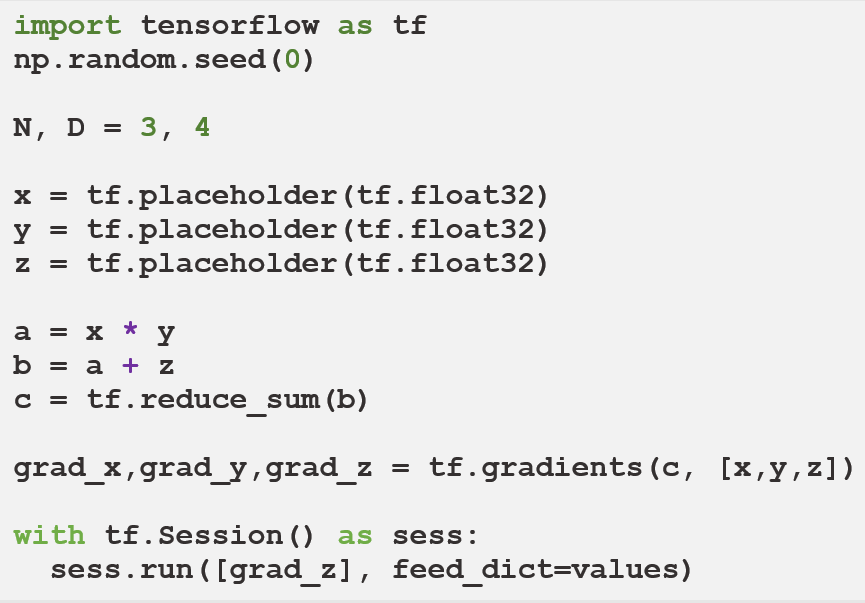 import tensorflow as tf
np.random.seed(0)
N, D = 3, 4
x = tf.placeholder(tf.float32)
y = tf.placeholder(tf.float32)
z = tf.placeholder(tf.float32)
a = x * y
b = a + z
c = tf.reduce_sum(b)
grad_x,grad_y,grad_z = tf.gradients(c, [x,y,z])
with tf.Session() as sess:
  sess.run([grad_z], feed_dict=values)